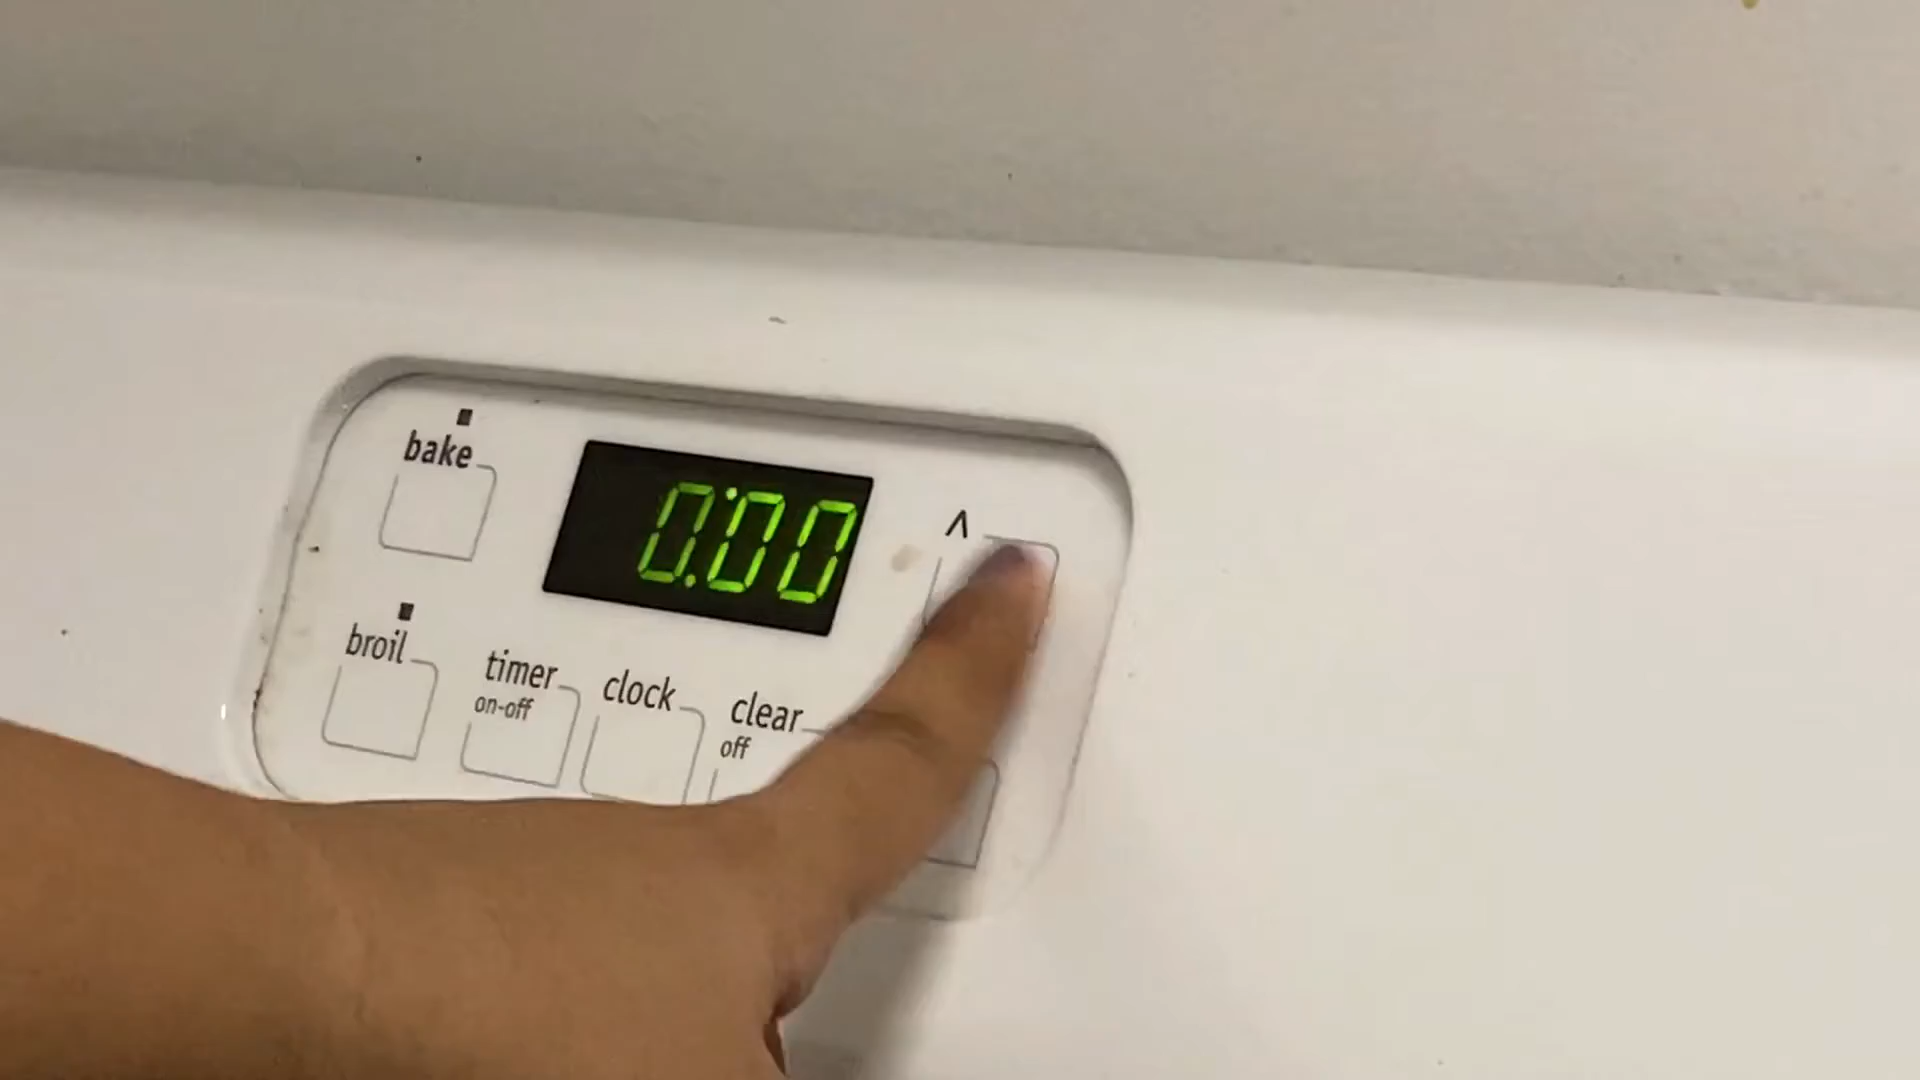 bake
0:00
^
broil
timer
on-off
clock
clear
off